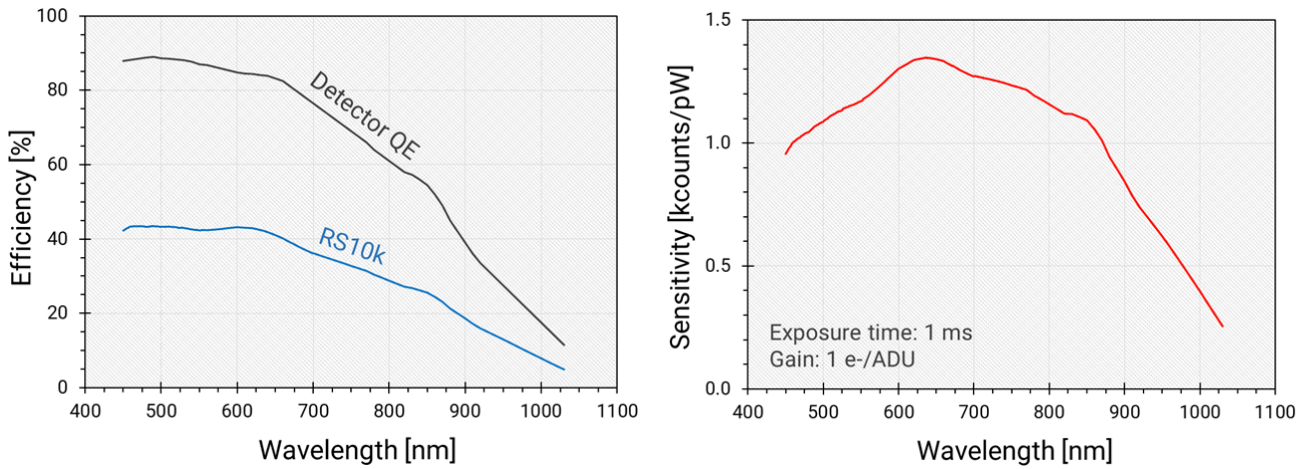 100
80
60
40
20
0
Efficiency [%]
Detector QE
RS10k
400 500 600 700 800 900 1000 1100
Wavelength [nm]
1.5
1.0
0.5
0.0
Sensitivity [kcounts/pW]
Exposure time: 1 ms
Gain: 1 e-/ADU
400 500 600 700 800 900 1000 1100
Wavelength [nm]